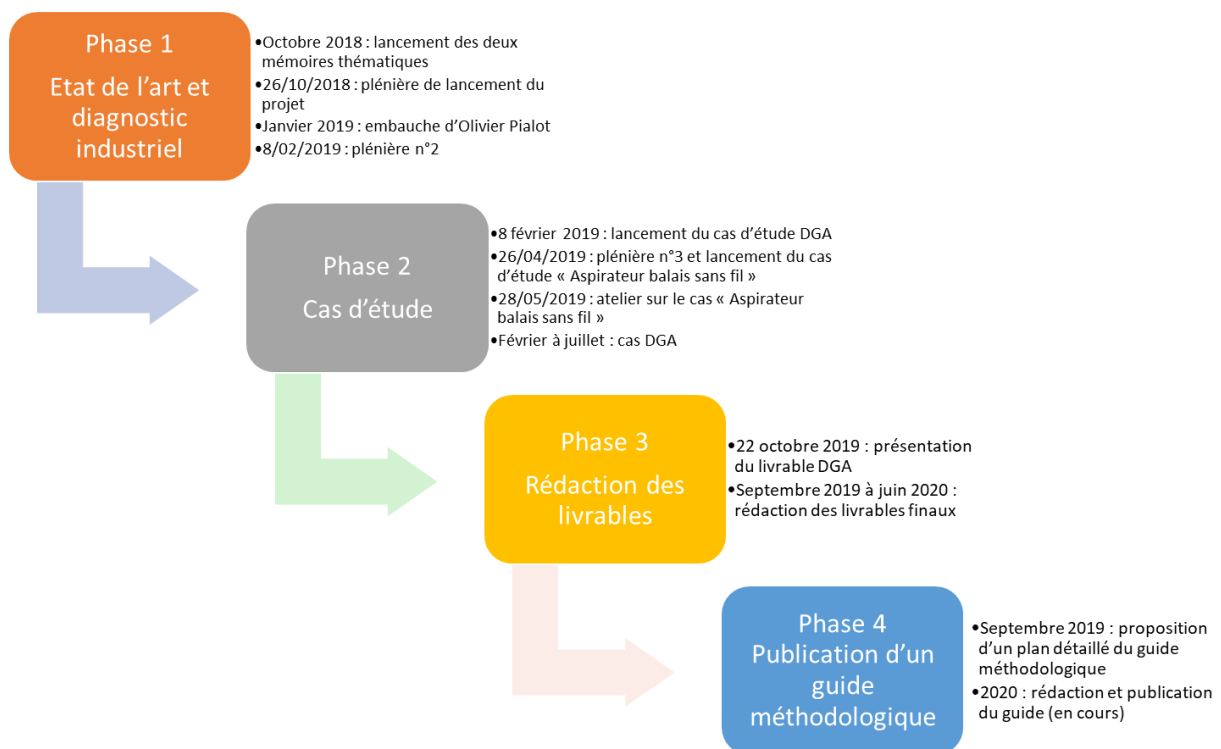 Phase 1
Etat de l’art et
diagnostic
industriel
•Octobre 2018 : lancement des deux
mémoires thématiques
•26/10/2018 : plénière de lancement du
projet
•Janvier 2019 : embauche d’Olivier Pialot
•8/02/2019 : plénière n°2
Phase 2
Cas d’étude
•8 février 2019 : lancement du cas d’étude DGA
•26/04/2019 : plénière n°3 et lancement du cas
d’étude « Aspirateur balais sans fil »
•28/05/2019 : atelier sur le cas « Aspirateur
balais sans fil »
•Février à juillet : cas DGA
Phase 3
Rédaction des
livrables
•22 octobre 2019 : présentation
du livrable DGA
•Septembre 2019 à juin 2020 :
rédaction des livrables finaux
Phase 4
Publication d’un
guide
méthodologique
•Septembre 2019 : proposition
d’un plan détaillé du guide
méthodologique
•2020 : rédaction et publication
du guide (en cours)